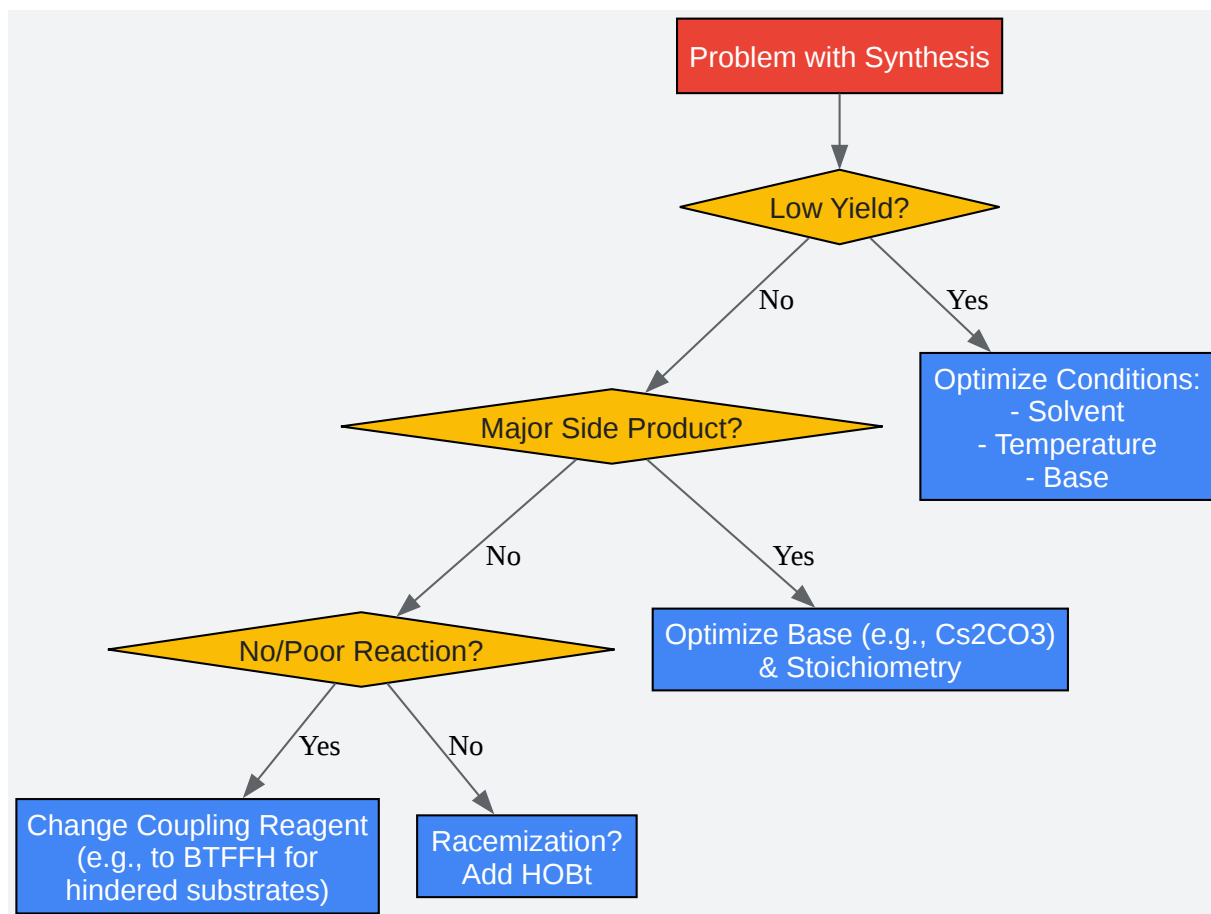 Problem with Synthesis
Low Yield?
No
Yes
Optimize Conditions:
- Solvent
- Temperature
- Base
Major Side Product?
No
Yes
Optimize Base (e.g., Cs2CO3)
& Stoichiometry
No/Poor Reaction?
Yes
No
Change Coupling Reagent
(e.g., to BTFFH for
hindered substrates)
Racemization?
Add HOBt